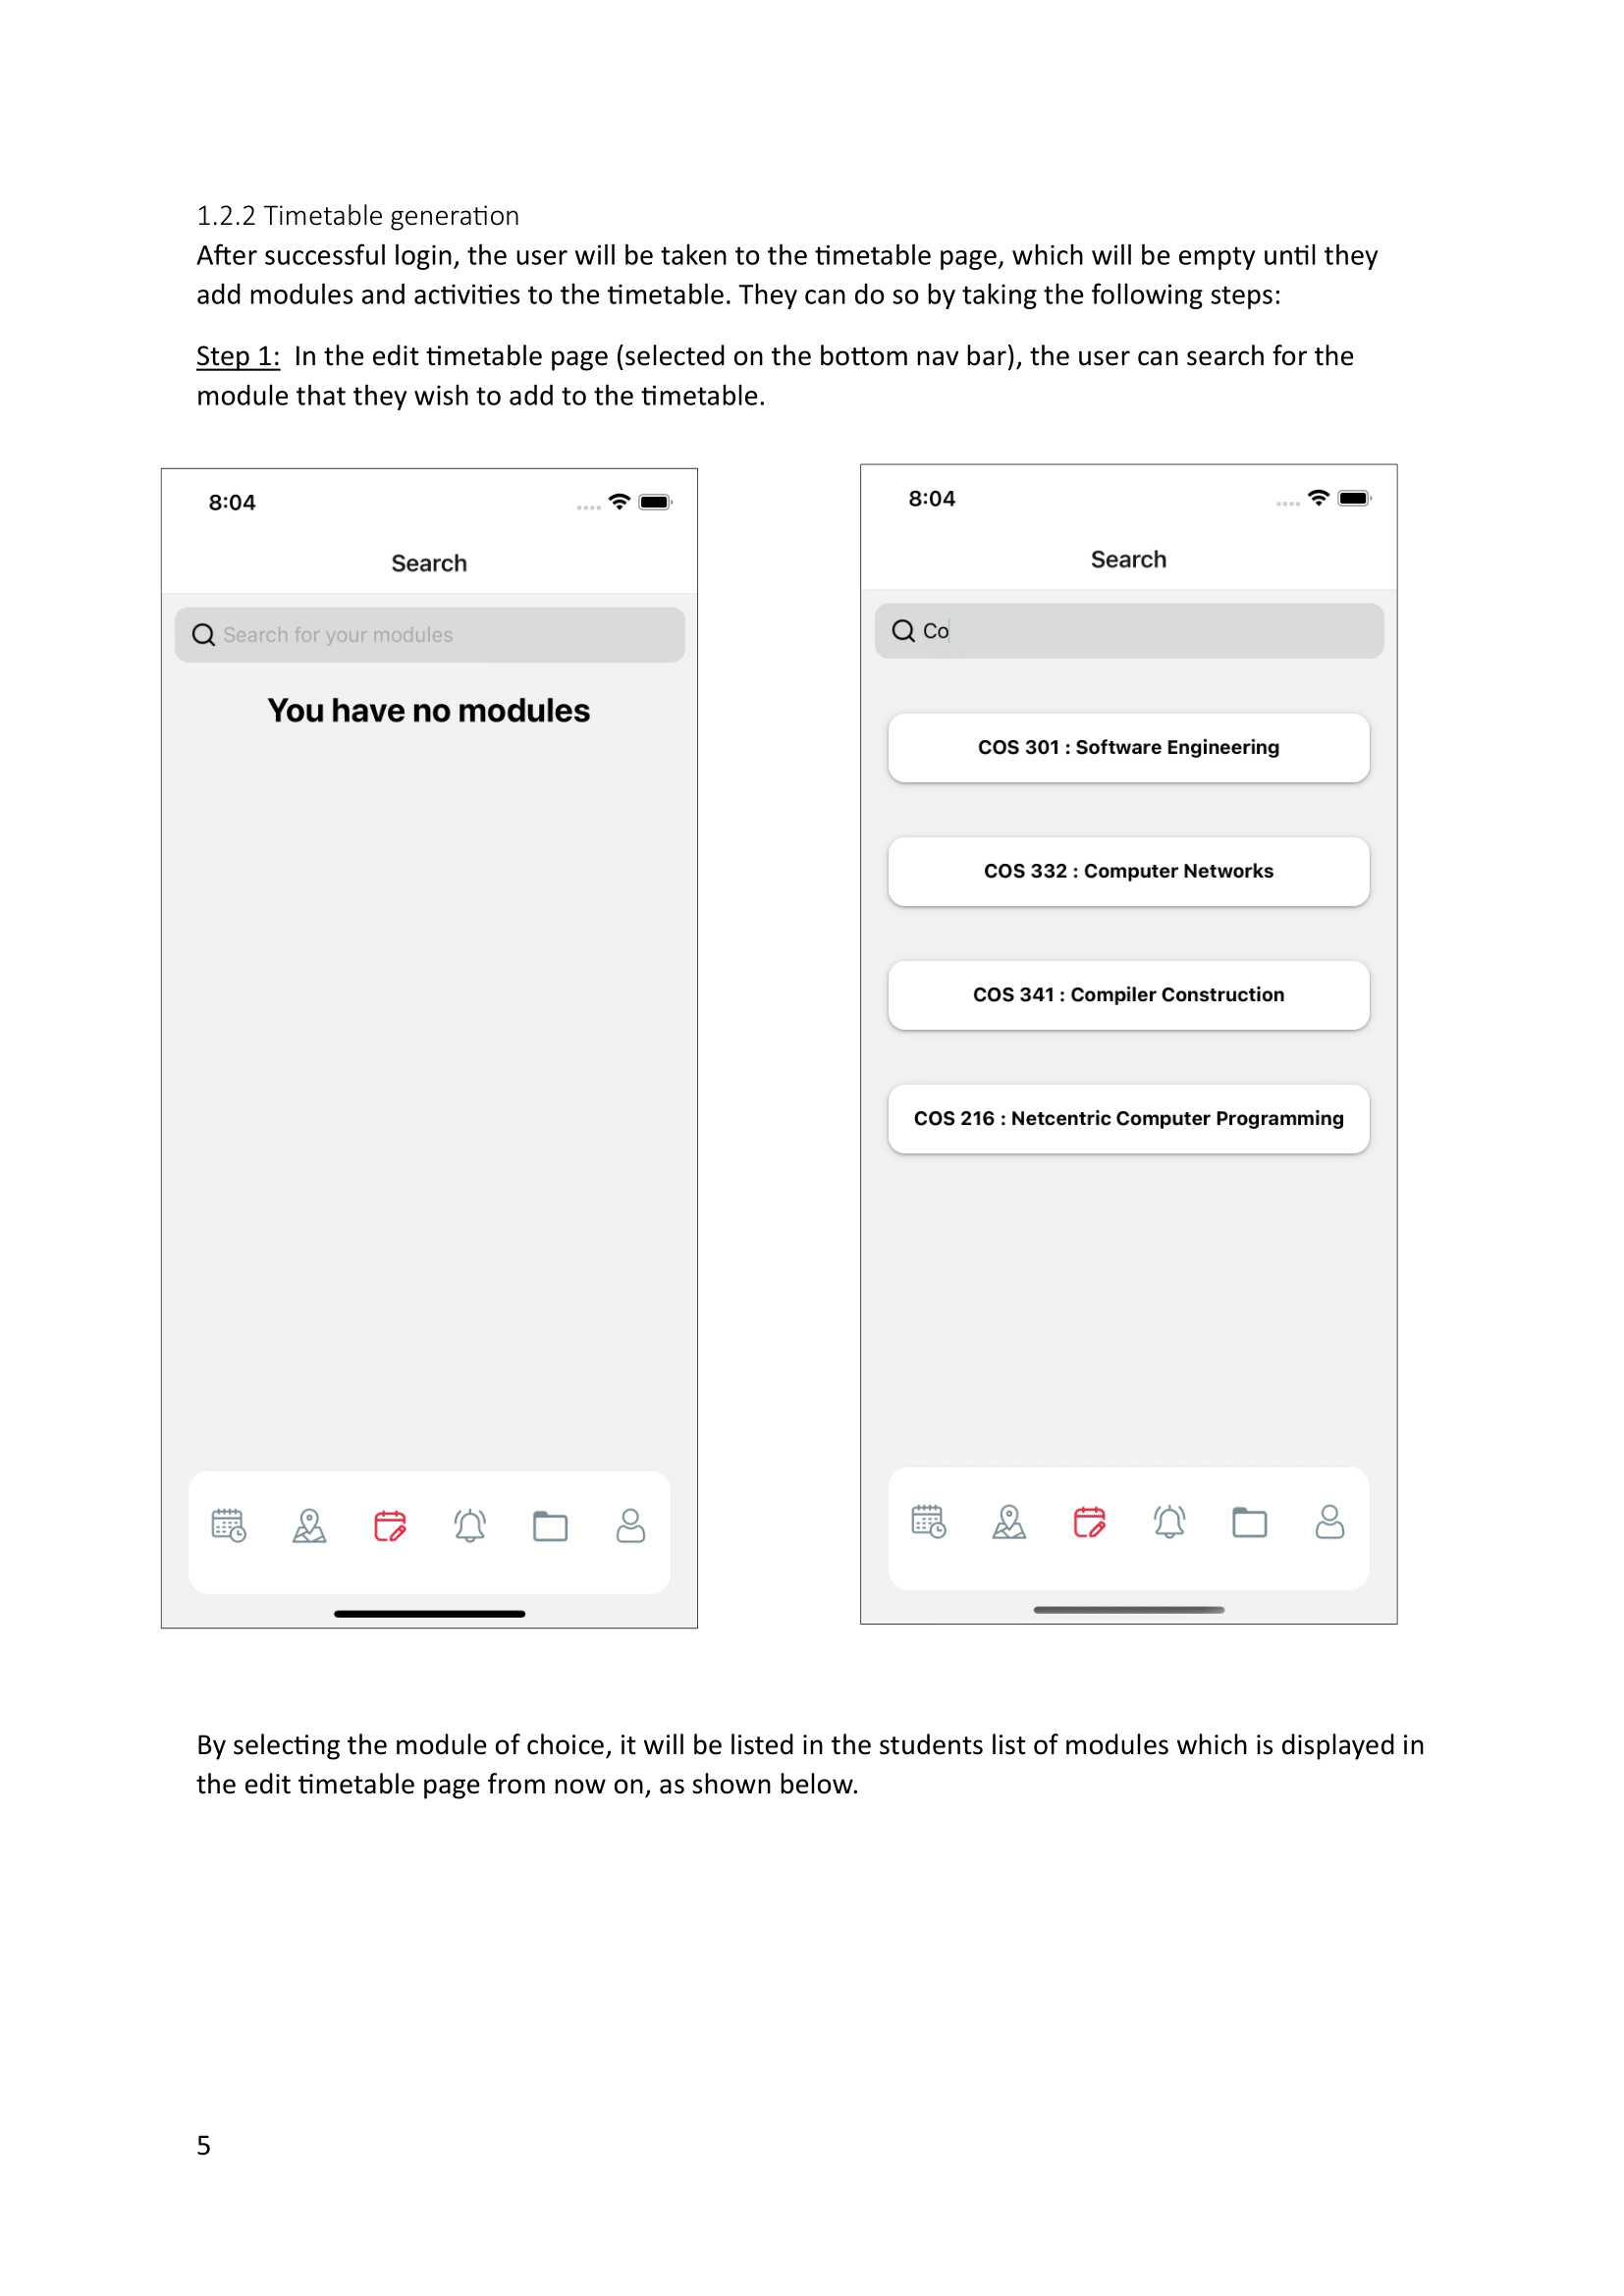 1.2.2 Timetable generation
After successful login, the user will be taken to the timetable page, which will be empty until they
add modules and activities to the timetable. They can do so by taking the following steps:
Step 1:  In the edit timetable page (selected on the bottom nav bar), the user can search for the
module that they wish to add to the timetable.
8:04
Search
Search for your modules
You have no modules
8:04
Search
Co
COS 301 : Software Engineering
COS 332 : Computer Networks
COS 341 : Compiler Construction
COS 216 : Netcentric Computer Programming
By selecting the module of choice, it will be listed in the students list of modules which is displayed in
the edit timetable page from now on, as shown below.
5